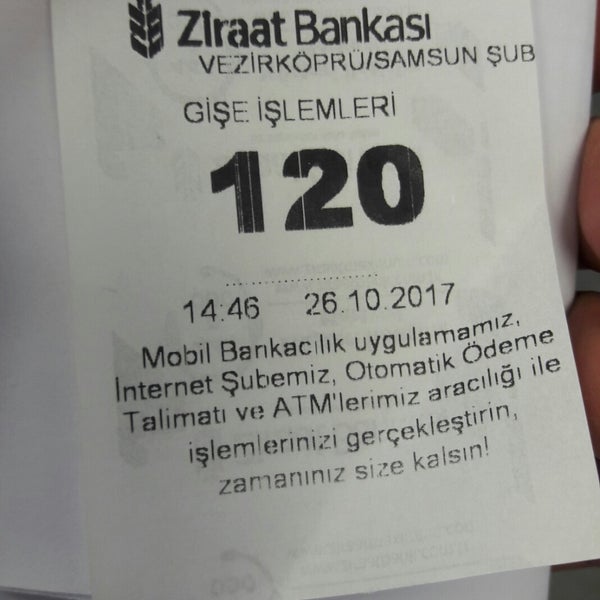 Ziraat Bankası
VEZİRKÖPRÜ/SAMSUN ŞUB
GİŞE İŞLEMLERİ
120
14:46 26.10.2017
Mobil Bankacılık uygulamamız,
İnternet Şubemiz, Otomatik Ödeme
Talimatı ve ATM'lerimiz aracılığı ile
işlemlerinizi gerçekleştirin,
zamanınız size kalsın!